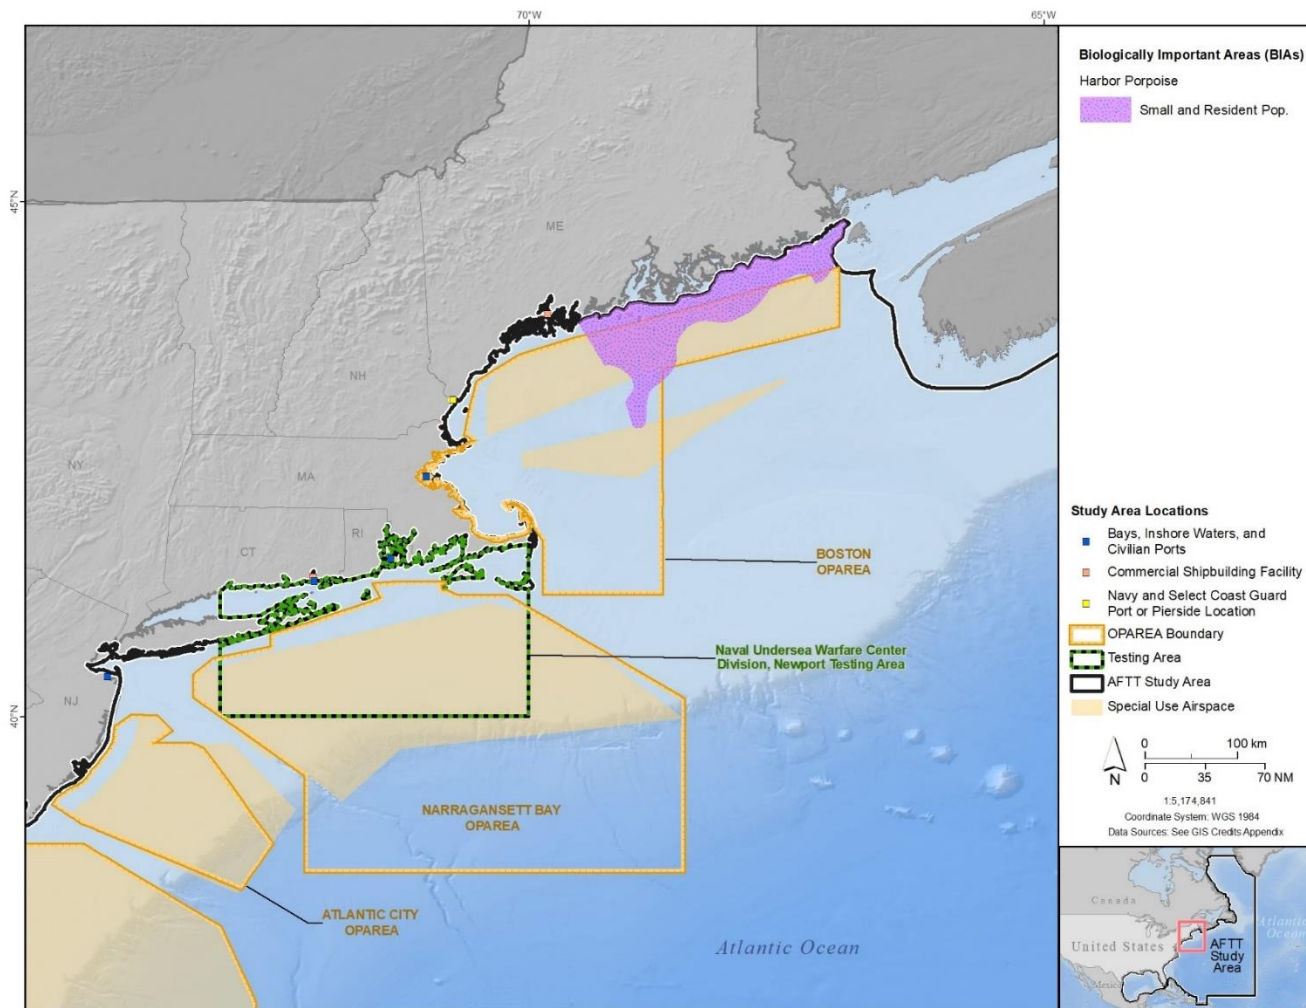 70°W
65°W
45°N
40°N
ME
NH
NY
MA
CT
RI
NJ
BOSTON
OPAREA
Naval Undersea Warfare Center
Division, Newport Testing Area
NARRAGANSETT BAY
OPAREA
ATLANTIC CITY
OPAREA
Atlantic Ocean
Biologically Important Areas (BIAs)
Harbor Porpoise
Small and Resident Pop.
Study Area Locations
Bays, Inshore Waters, and
Civilian Ports
Commercial Shipbuilding Facility
Navy and Select Coast Guard
Port or Pierside Location
OPAREA Boundary
Testing Area
AFTT Study Area
Special Use Airspace
N
0 100 km
0 35 70 NM
1:5,174,841
Coordinate System: WGS 1984
Data Sources: See GIS Credits Appendix
Canada
United States
Mexico
Atlantic
Ocean
AFTT
Study
Area